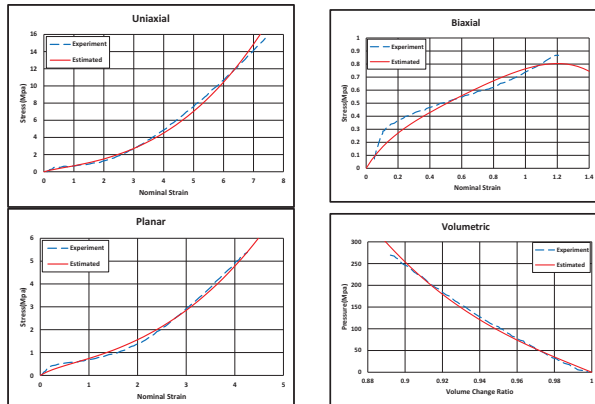 Uniaxial
Stress(Mpa)
16
14
12
10
8
6
4
2
0
Experiment
Estimated
0 1 2 3 4 5 6 7 8
Nominal Strain
Biaxial
Stress(Mpa)
1
0.9
0.8
0.7
0.6
0.5
0.4
0.3
0.2
0.1
0
Experiment
Estimated
0 0.2 0.4 0.6 0.8 1 1.2 1.4
Nominal Strain
Planar
Stress(Mpa)
6
5
4
3
2
1
0
Experiment
Estimated
0 1 2 3 4 5
Nominal Strain
Volumetric
Pressure(Mpa)
300
250
200
150
100
50
0
Experiment
Estimated
0.88 0.9 0.92 0.94 0.96 0.98 1
Volume Change Ratio